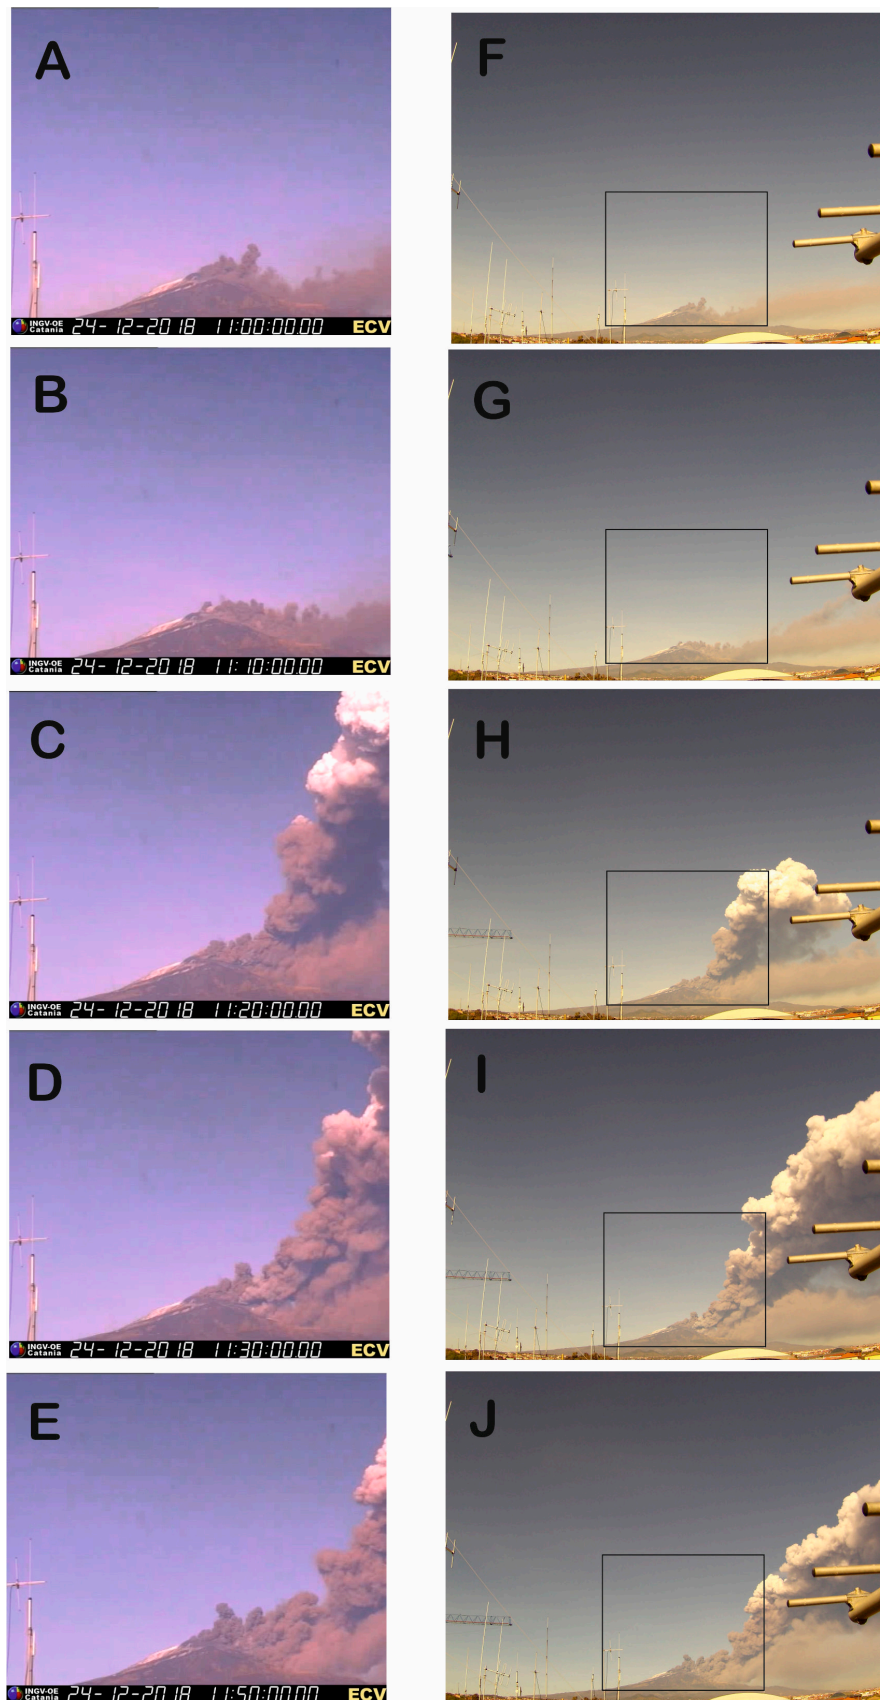 A
INGV-OE
Catania 24-12-2018 11:00:00.00 ECV
F
B
INGV-OE
Catania 24-12-2018 11:10:00.00 ECV
G
C
INGV-OE
Catania 24-12-2018 11:20:00.00 ECV
H
D
INGV-OE
Catania 24-12-2018 11:30:00.00 ECV
I
E
INGV-OE
Catania 24-12-2018 11:50:00.00 ECV
J